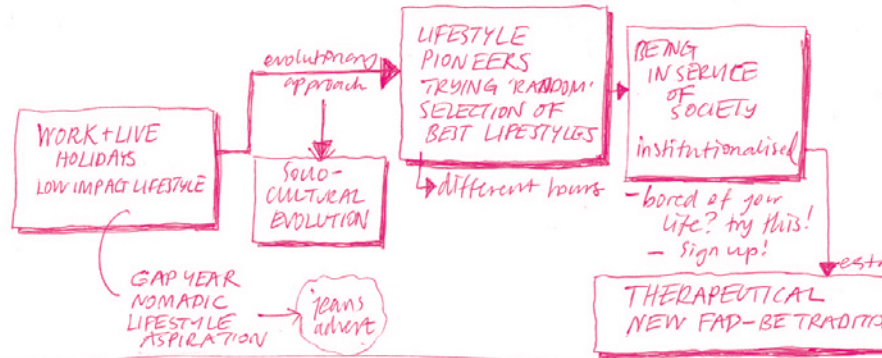 WORK + LIVE
HOLIDAYS
LOW IMPACT LIFESTYLE
GAP YEAR
NOMADIC
LIFESTYLE
ASPIRATION
jeans
advert
evolutionary
approach
SOCIO-
CULTURAL
EVOLUTION
LIFESTYLE
PIONEERS
TRYING 'RANDOM'
SELECTION OF
BEST LIFESTYLES
different hours
BEING
IN SERVICE
OF
SOCIETY
institutionalised
- bored of your
life? try this!
- Sign up!
THERAPEUTICAL
NEW FAD-BE